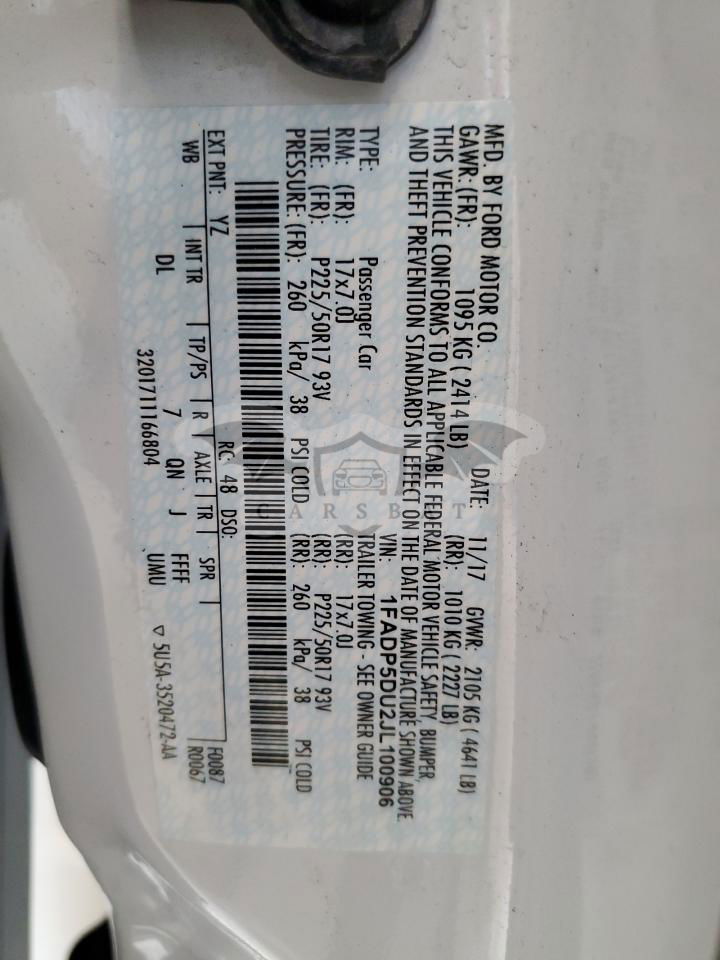 MFD. BY FORD MOTOR CO. DATE: 11/17 GVWR: 2105 KG ( 4641 LB)
GAWR: (FR): 1095 KG ( 2414 LB) (RR): 1010 KG ( 2227 LB)
THIS VEHICLE CONFORMS TO ALL APPLICABLE FEDERAL MOTOR VEHICLE SAFETY, BUMPER,
AND THEFT PREVENTION STANDARDS IN EFFECT ON THE DATE OF MANUFACTURE SHOWN ABOVE.
VIN: 1FADP5DU2JL100906
TYPE: Passenger Car TRAILER TOWING - SEE OWNER GUIDE
RIM: (FR): 17x7.0J (RR): 17x7.0J
TIRE: (FR): P225/50R17 93V (RR): P225/50R17 93V
PRESSURE: (FR): 260 kPa/ 38 PSI COLD (RR): 260 kPa/ 38 PSI COLD
EXT PNT: YZ RC: 48 DSO: F0087
WB | INT TR | TP/PS | R | AXLE | TR | SPR | R0067
DL 7 QN J FFFF
UMU
3201711166804 ▽ 5U5A-3520472-AA
CARSBAT